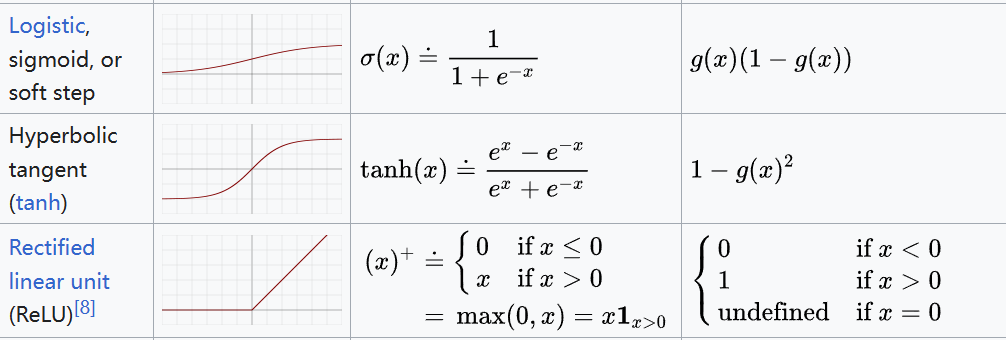 Logistic,
sigmoid, or
soft step
σ(x) ≐ 1 / (1 + e^{−x})
g(x)(1 − g(x))
Hyperbolic
tangent
(tanh)
tanh(x) ≐ (e^x − e^{−x}) / (e^x + e^{−x})
1 − g(x)²
Rectified
linear unit
(ReLU)[8]
(x)⁺ ≐ { 0 if x ≤ 0
x if x > 0
= max(0, x) = x𝟏_{x>0}
{ 0 if x < 0
1 if x > 0
undefined if x = 0